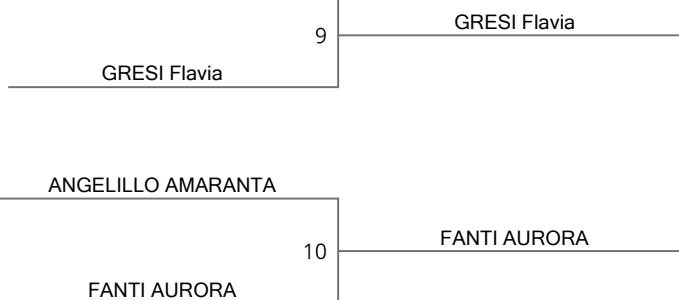 GRESI Flavia
9
GRESI Flavia
ANGELILLO AMARANTA
FANTI AURORA
10
FANTI AURORA